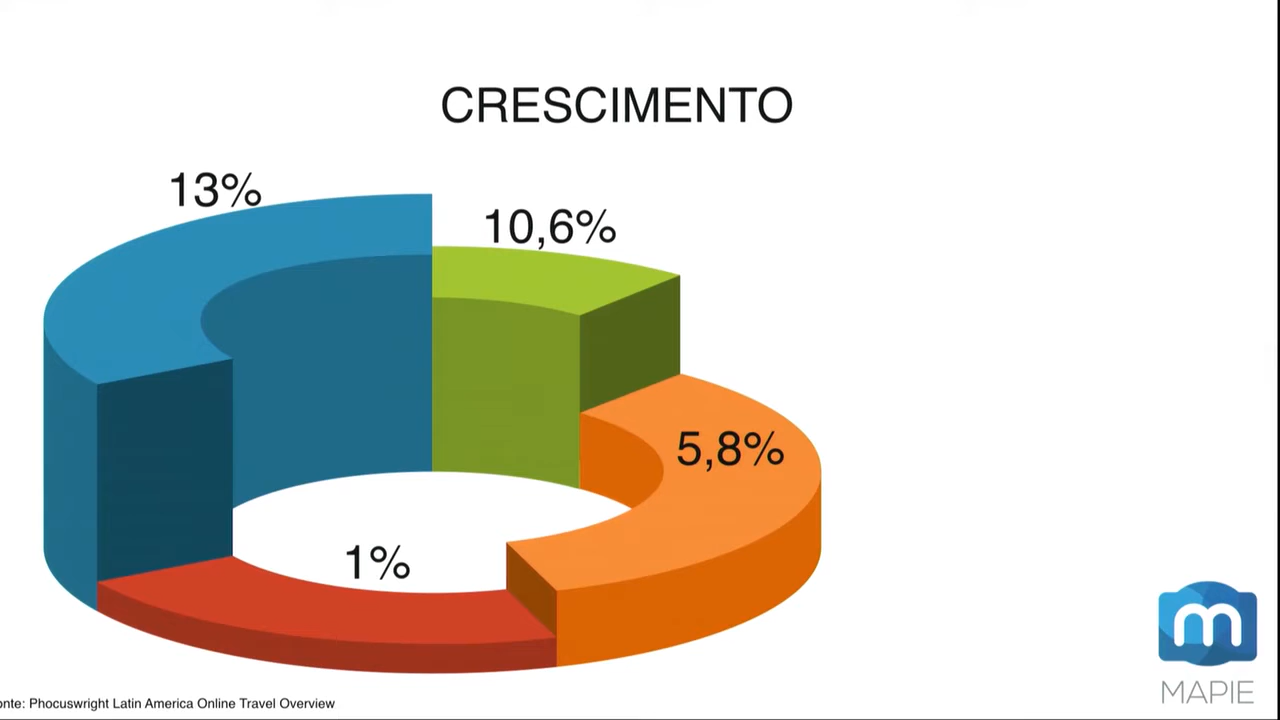 CRESCIMENTO
13%
10,6%
5,8%
1%
onte: Phocuswright Latin America Online Travel Overview
m
MAPIE